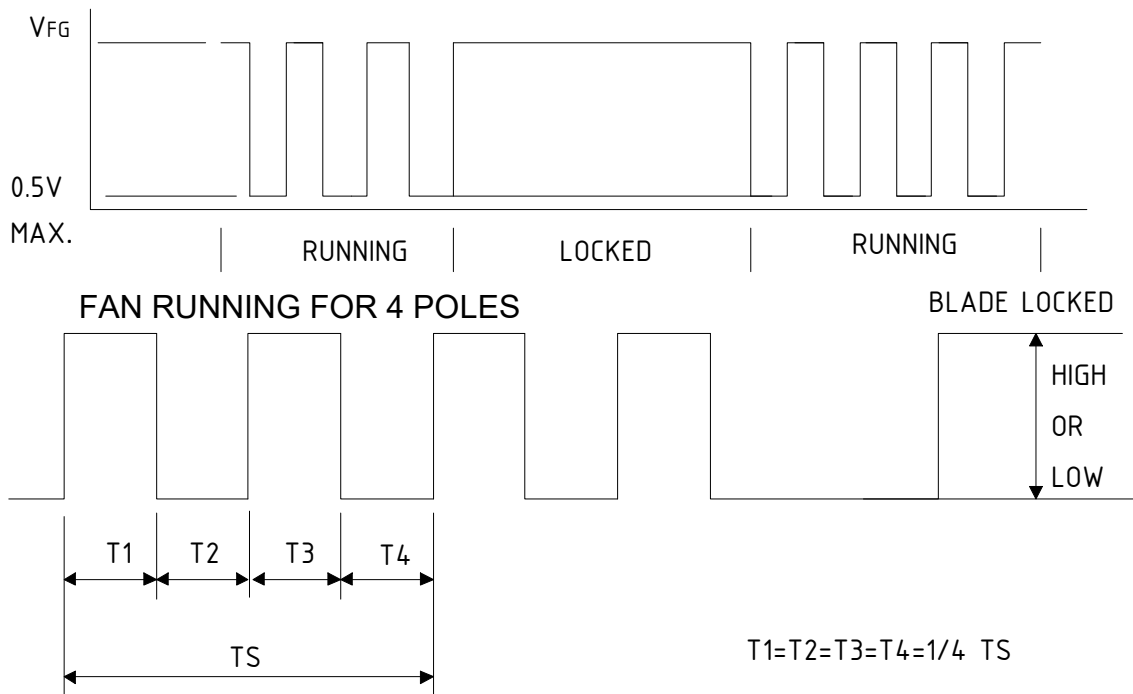 VFG
0.5V
MAX.
RUNNING
LOCKED
RUNNING
FAN RUNNING FOR 4 POLES
BLADE LOCKED
HIGH
OR
LOW
T1
T2
T3
T4
TS
T1=T2=T3=T4=1/4 TS